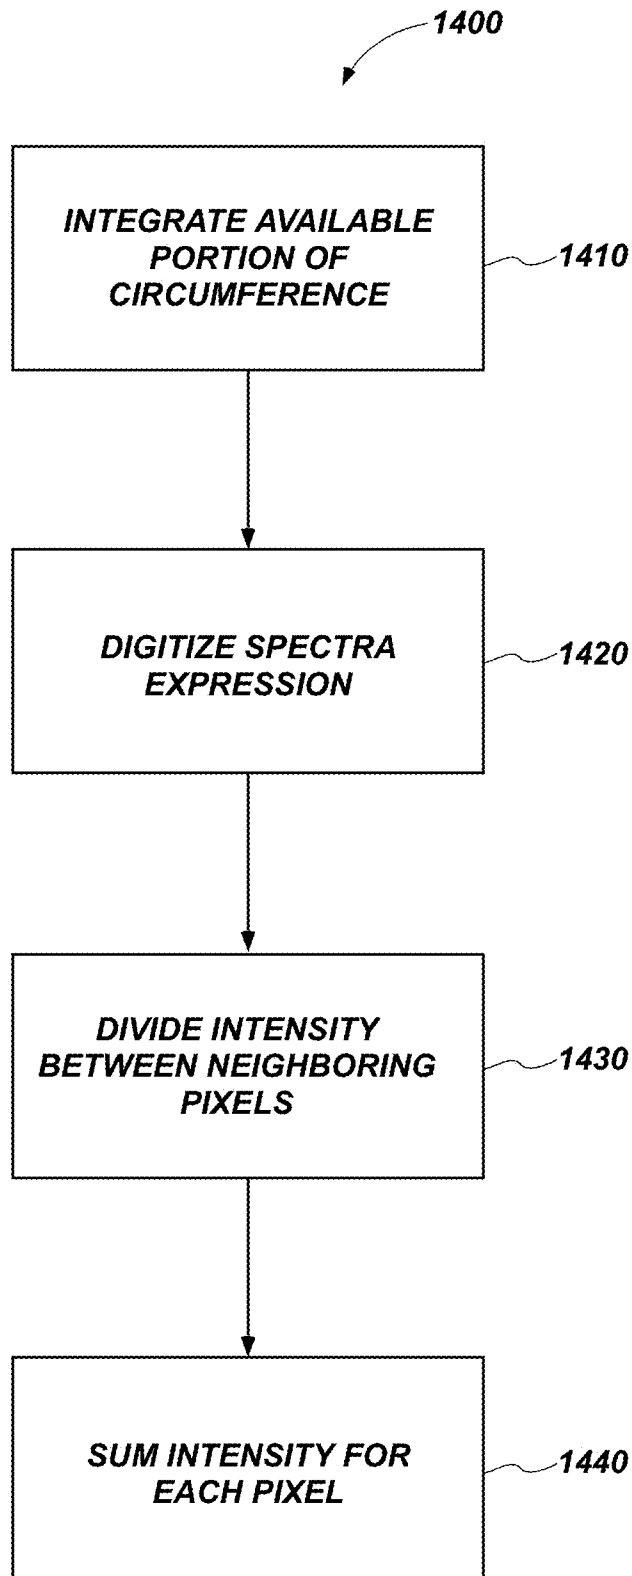 1400
INTEGRATE AVAILABLE
PORTION OF
CIRCUMFERENCE
1410
DIGITIZE SPECTRA
EXPRESSION
1420
DIVIDE INTENSITY
BETWEEN NEIGHBORING
PIXELS
1430
SUM INTENSITY FOR
EACH PIXEL
1440